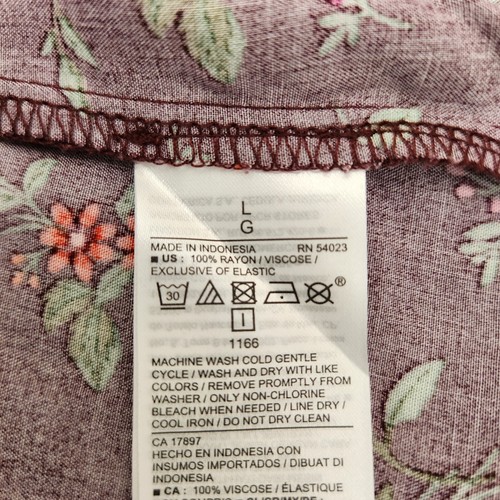 L
G
MADE IN INDONESIA RN 54023
■ US : 100% RAYON / VISCOSE /
EXCLUSIVE OF ELASTIC
30 ®
I
1166
MACHINE WASH COLD GENTLE
CYCLE / WASH AND DRY WITH LIKE
COLORS / REMOVE PROMPTLY FROM
WASHER / ONLY NON-CHLORINE
BLEACH WHEN NEEDED / LINE DRY /
COOL IRON / DO NOT DRY CLEAN
CA 17897
HECHO EN INDONESIA CON
INSUMOS IMPORTADOS / DIBUAT DI
INDONESIA
■ CA : 100% VISCOSE / ÉLASTIQUE